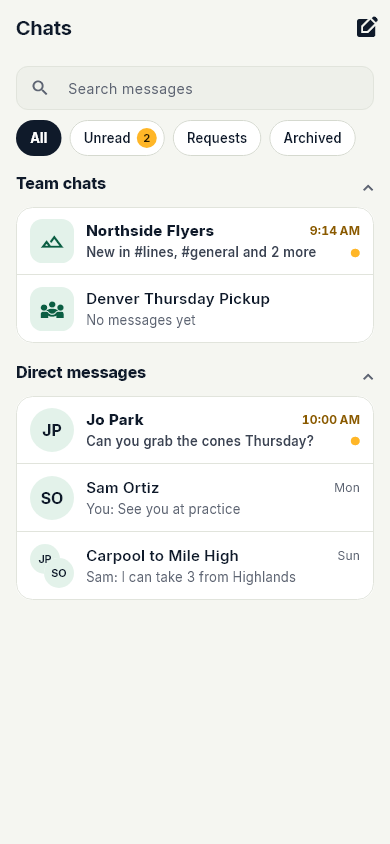 Chats
Search messages
All
Unread 2
Requests
Archived
Team chats
Northside Flyers
9:14 AM
New in #lines, #general and 2 more
Denver Thursday Pickup
No messages yet
Direct messages
JP
Jo Park
10:00 AM
Can you grab the cones Thursday?
SO
Sam Ortiz
Mon
You: See you at practice
JP
SO
Carpool to Mile High
Sun
Sam: I can take 3 from Highlands